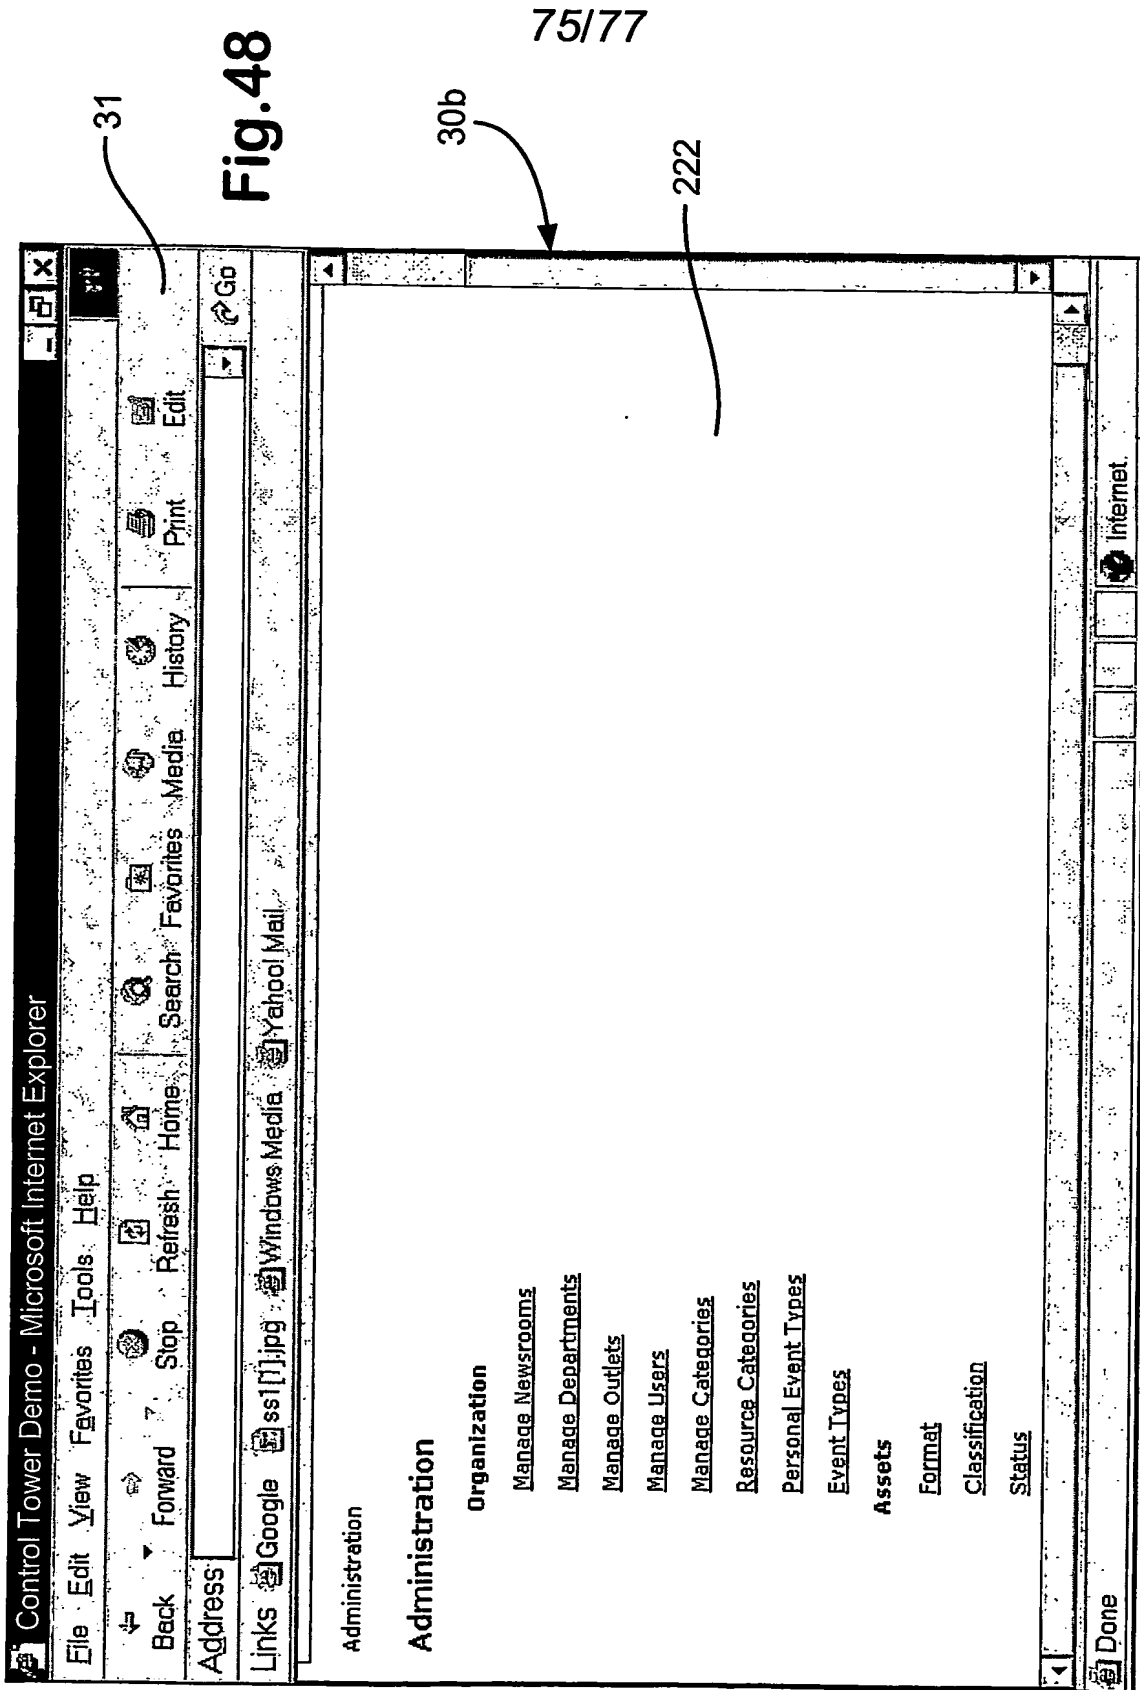 75/77
Fig.48
31
30b
222
Control Tower Demo - Microsoft Internet Explorer
File Edit View Favorites Tools Help
Back Forward Stop Refresh Home Search Favorites Media History Print Edit
Address Go
Links Google ss1[1].jpg Windows Media Yahoo! Mail
Administration
Administration
Organization
Manage Newsrooms
Manage Departments
Manage Outlets
Manage Users
Manage Categories
Resource Categories
Personal Event Types
Event Types
Assets
Format
Classification
Status
Done Internet